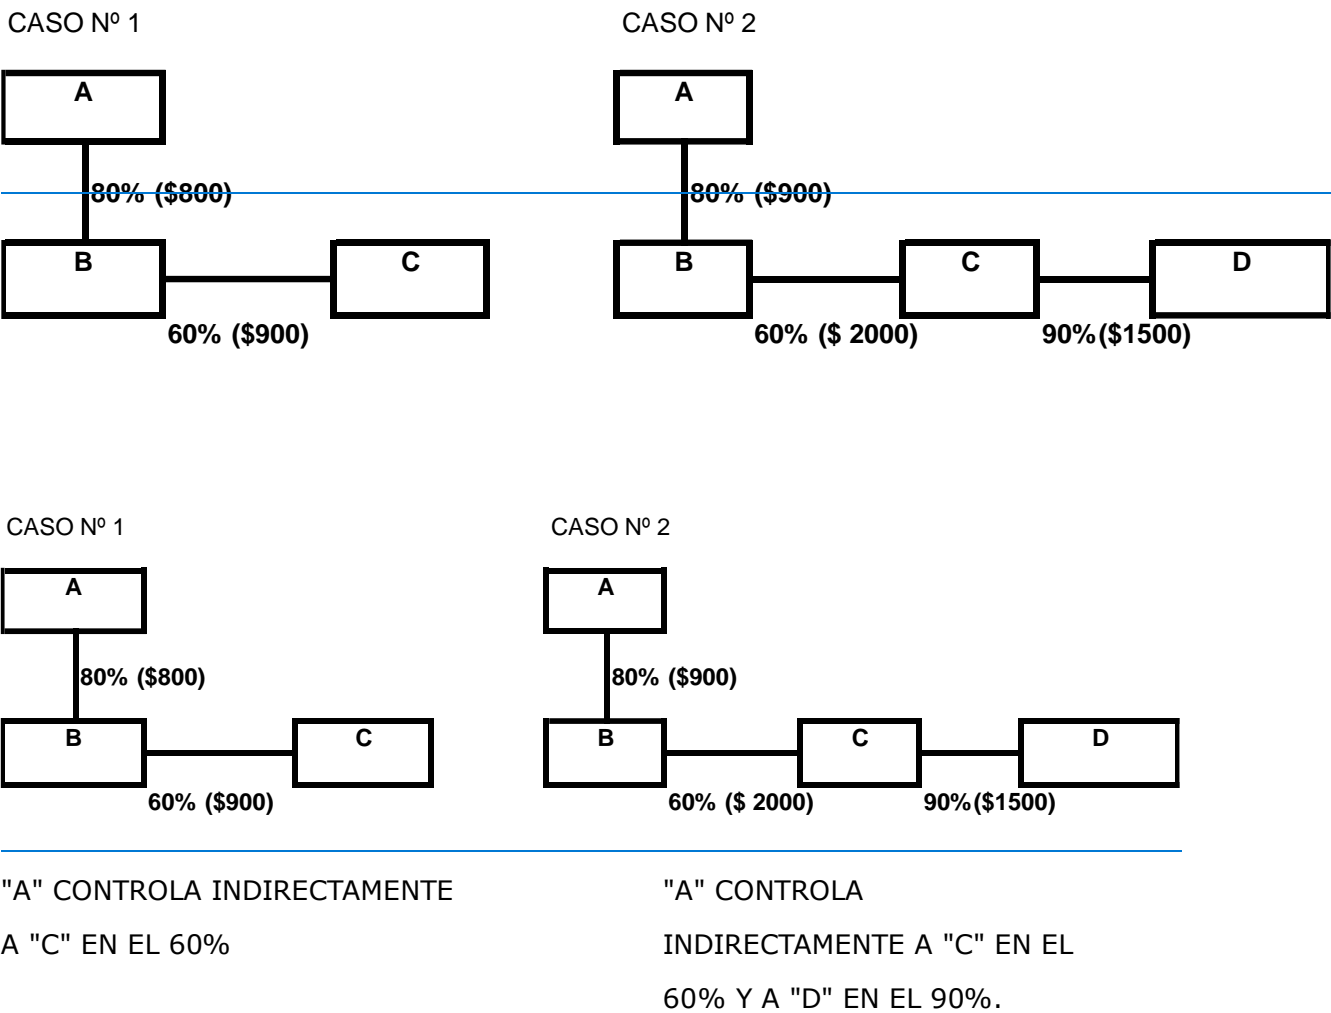 CASO Nº 1
CASO Nº 2
A
A
80% ($800)
80% ($900)
B
C
B
C
D
60% ($900)
60% ($ 2000)
90%($1500)
CASO Nº 1
CASO Nº 2
A
A
80% ($800)
80% ($900)
B
C
B
C
D
60% ($900)
60% ($ 2000)
90%($1500)
"A" CONTROLA INDIRECTAMENTE
A "C" EN EL 60%
"A" CONTROLA
INDIRECTAMENTE A "C" EN EL
60% Y A "D" EN EL 90%.